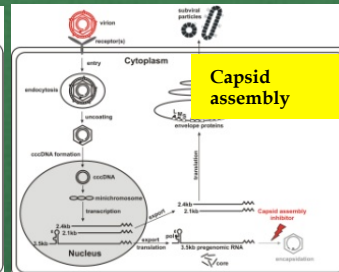 subviral
particles
virion
receptor(s)
Cytoplasm
entry
Capsid
assembly
endocytosis
envelope proteins
uncoating
cccDNA formation
translation
cccDNA
minichromosome
transcription
2.4kb
2.1kb
export
2.4kb
2.1kb
Capsid assembly
inhibitor
pol
3.5kb
export
translation
3.5kb pregenomic RNA
Nucleus
core
encapsidation